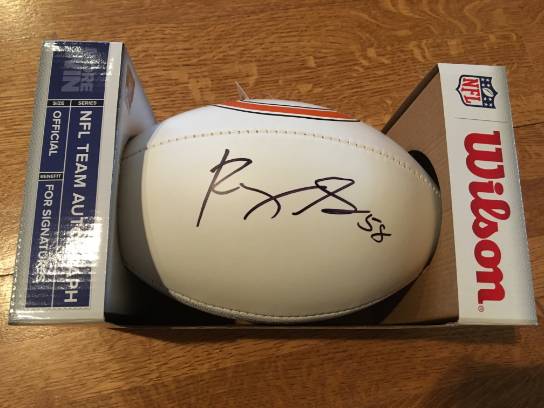 SERIES
NFL TEAM AUTOGRAPH
SIZE
OFFICIAL
BENEFIT
FOR SIGNATURES
58
NFL
Wilson®